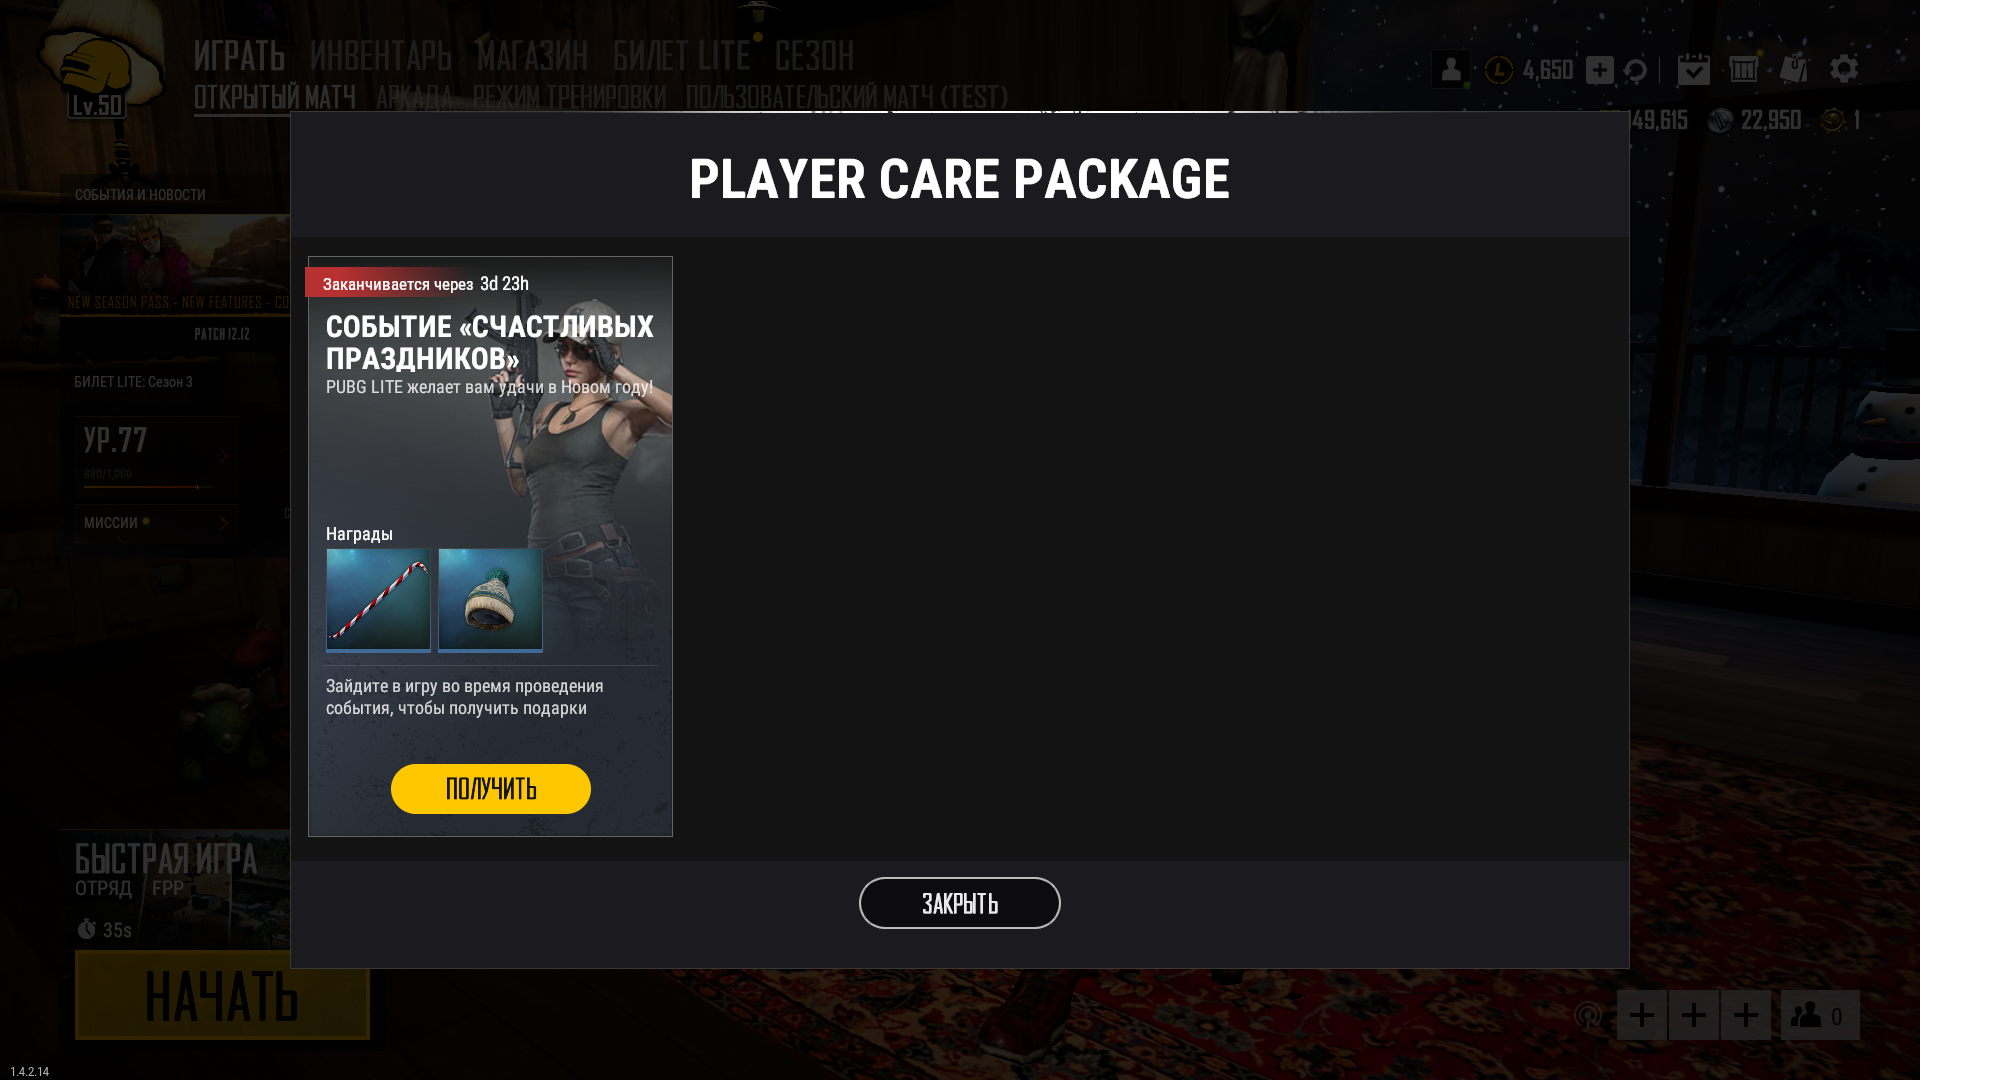 ИГРАТЬ ИНВЕНТАРЬ МАГАЗИН БИЛЕТ LITE СЕЗОН
L 4,650
Lv.50
ОТКРЫТЫЙ МАТЧ АРКАДА РЕЖИМ ТРЕНИРОВКИ ПОЛЬЗОВАТЕЛЬСКИЙ МАТЧ (TEST)
49,615 22,950 1
PLAYER CARE PACKAGE
СОБЫТИЯ И НОВОСТИ
NEW SEASON PASS - NEW FEATURES - CO
PATCH 12.12
БИЛЕТ LITE: Сезон 3
УР.77
880/1,000
МИССИИ
Заканчивается через 3d 23h
СОБЫТИЕ «СЧАСТЛИВЫХ
ПРАЗДНИКОВ»
PUBG LITE желает вам удачи в Новом году!
Награды
Зайдите в игру во время проведения
события, чтобы получить подарки
ПОЛУЧИТЬ
ЗАКРЫТЬ
БЫСТРАЯ ИГРА
ОТРЯД FPP
35s
НАЧАТЬ
0
1.4.2.14